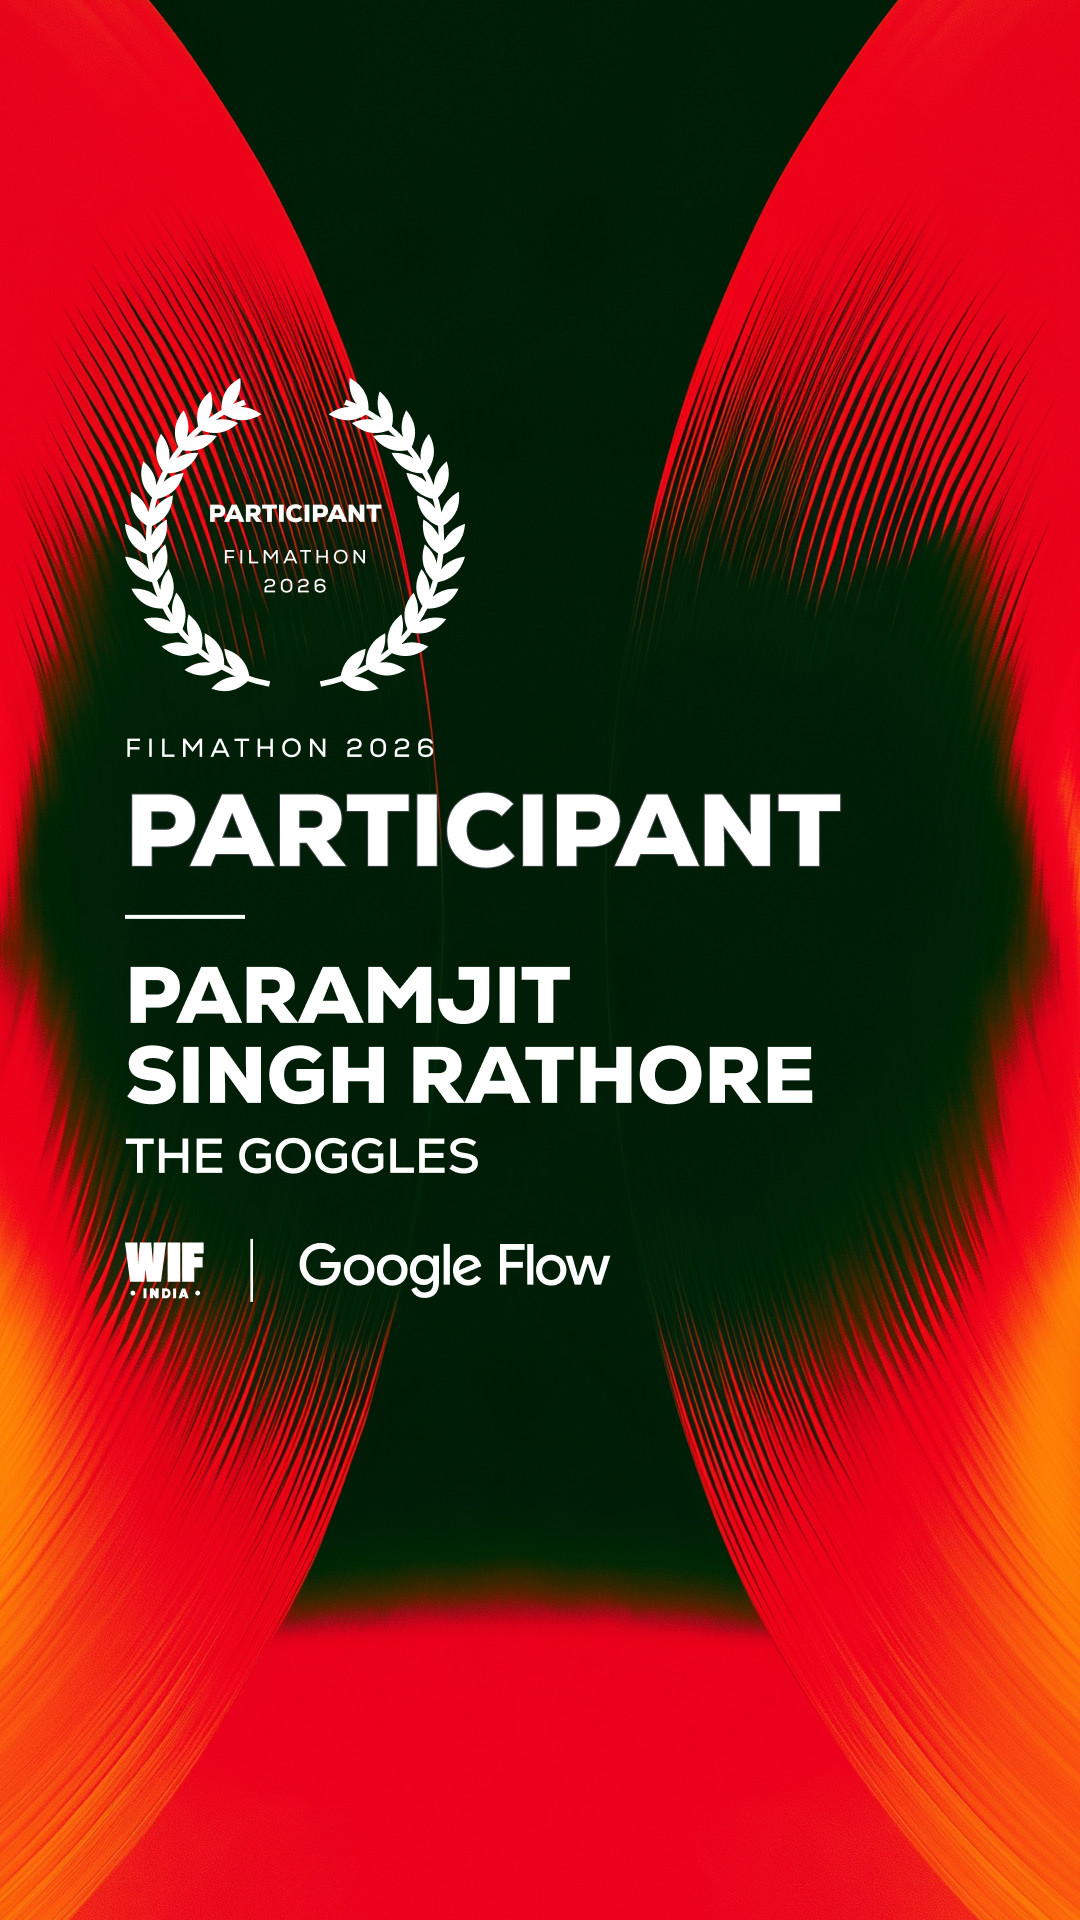 PARTICIPANT
FILMATHON
2026
FILMATHON 2026
PARTICIPANT
PARAMJIT
SINGH RATHORE
THE GOGGLES
WIF
• INDIA •
Google Flow